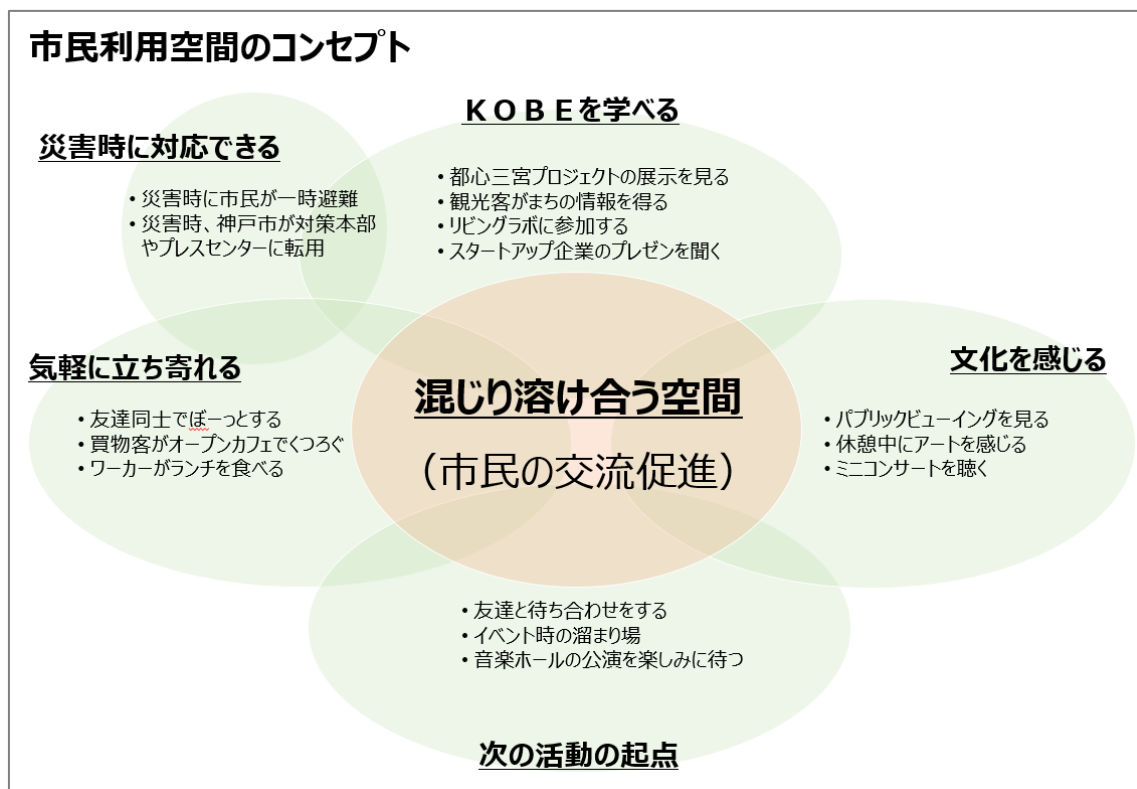 市民利用空間のコンセプト
災害時に対応できる
・災害時に市民が一時避難
・災害時、神戸市が対策本部
やプレスセンターに転用
ＫＯＢＥを学べる
・都心三宮プロジェクトの展示を見る
・観光客がまちの情報を得る
・リビングラボに参加する
・スタートアップ企業のプレゼンを聞く
気軽に立ち寄れる
・友達同士でぼーっとする
・買物客がオープンカフェでくつろぐ
・ワーカーがランチを食べる
混じり溶け合う空間
（市民の交流促進）
文化を感じる
・パブリックビューイングを見る
・休憩中にアートを感じる
・ミニコンサートを聴く
・友達と待ち合わせをする
・イベント時の溜まり場
・音楽ホールの公演を楽しみに待つ
次の活動の起点